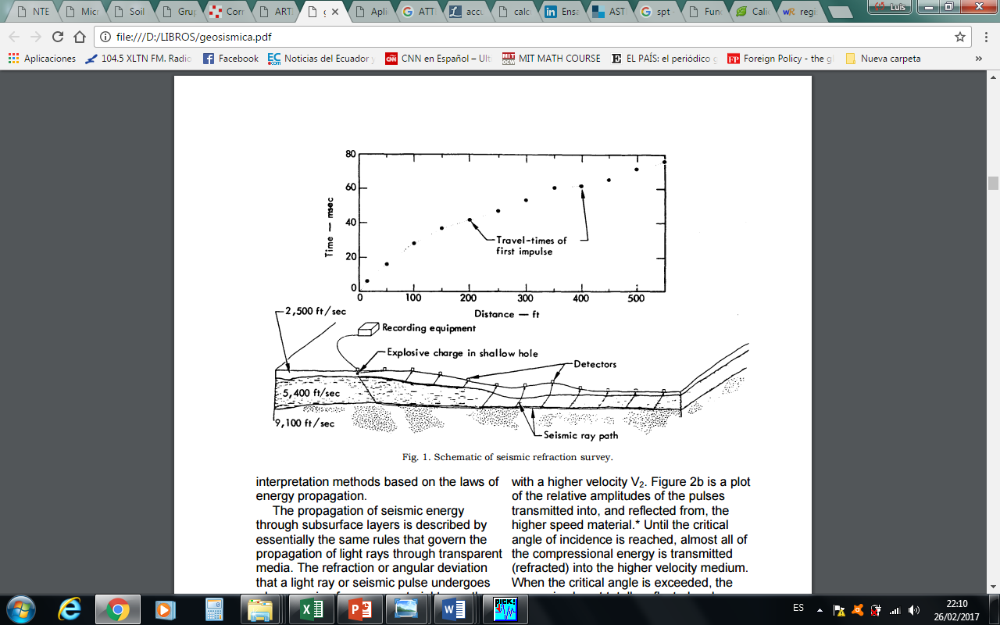 NTE
Micr
Soil
Grup
Corr
ART
g
Apli
ATT
accu
calc
Ensa
AST
spt
Func
Calic
regi
Luis
file:///D:/LIBROS/geosismica.pdf
Aplicaciones
104.5 XLTN FM. Radio
Facebook
Noticias del Ecuador y
CNN en Español – Últ
MIT MATH COURSE
EL PAÍS: el periódico g
Foreign Policy - the gl
Nueva carpeta
»
80
60
40
20
0
Time — msec
0 100 200 300 400 500
Distance — ft
Travel-times of
first impulse
2,500 ft/sec
Recording equipment
Explosive charge in shallow hole
Detectors
5,400 ft/sec
9,100 ft/sec
Seismic ray path
Fig. 1. Schematic of seismic refraction survey.
interpretation methods based on the laws of
energy propagation.
The propagation of seismic energy
through subsurface layers is described by
essentially the same rules that govern the
propagation of light rays through transparent
media. The refraction or angular deviation
that a light ray or seismic pulse undergoes
with a higher velocity V2. Figure 2b is a plot
of the relative amplitudes of the pulses
transmitted into, and reflected from, the
higher speed material.* Until the critical
angle of incidence is reached, almost all of
the compressional energy is transmitted
(refracted) into the higher velocity medium.
When the critical angle is exceeded, the
PICK!
ES
22:10
26/02/2017